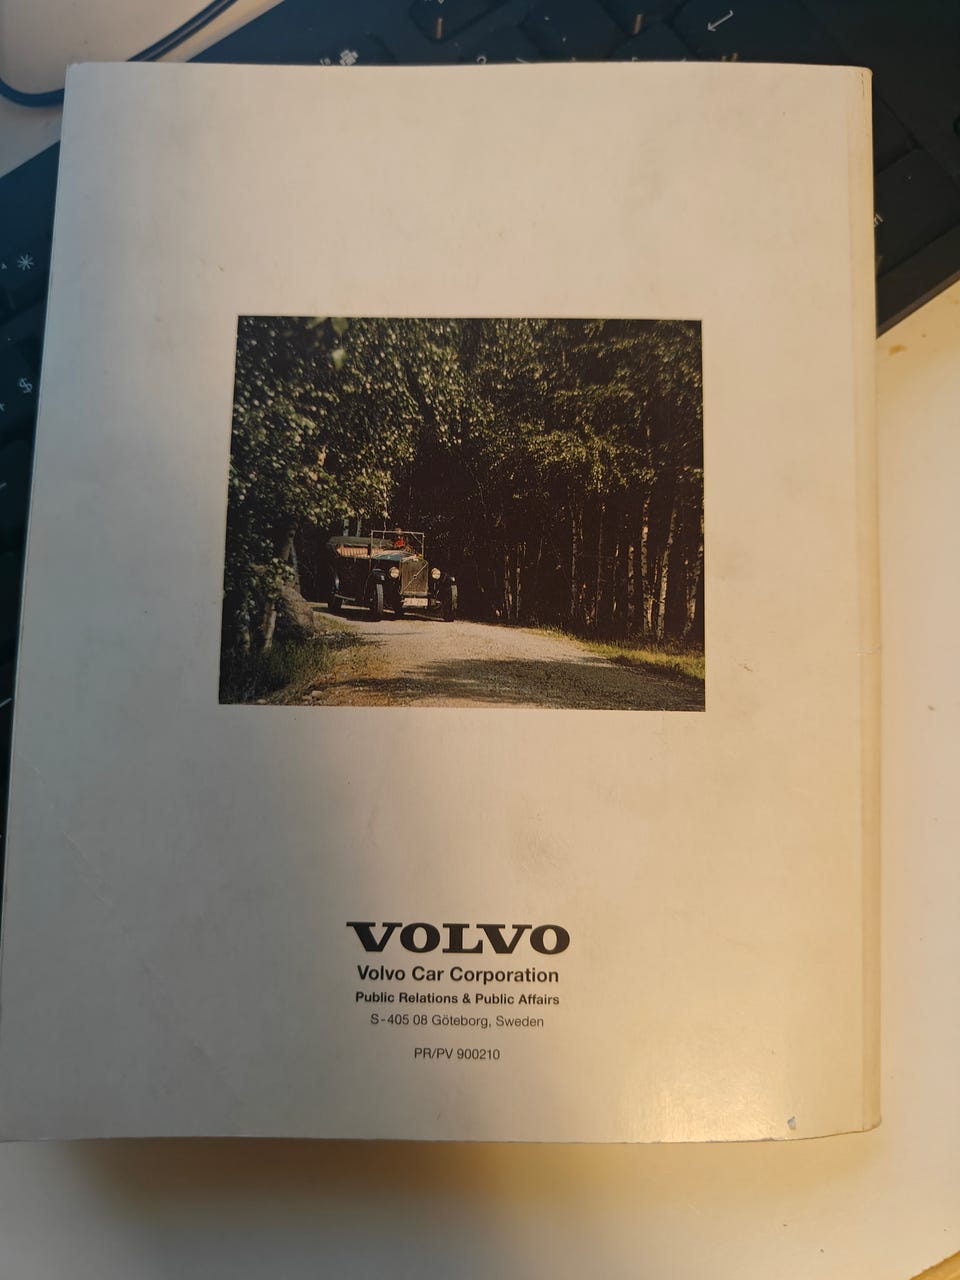 VOLVO
Volvo Car Corporation
Public Relations & Public Affairs
S-405 08 Göteborg, Sweden
PR/PV 900210